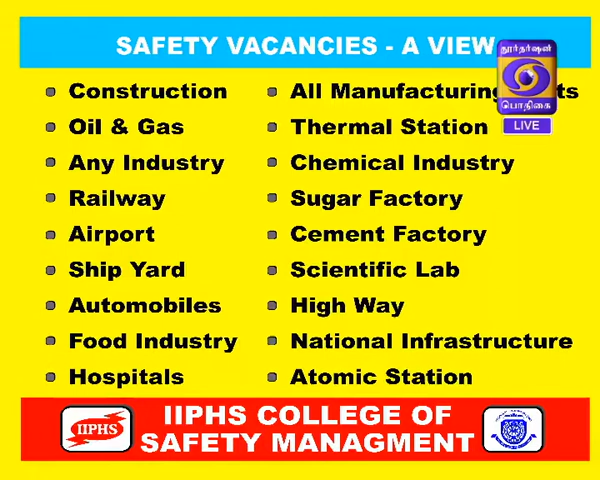 SAFETY VACANCIES - A VIEW
தூர்தர்ஷன்
பொதிகை
LIVE
Construction
Oil & Gas
Any Industry
Railway
Airport
Ship Yard
Automobiles
Food Industry
Hospitals
All Manufacturing
Thermal Station
Chemical Industry
Sugar Factory
Cement Factory
Scientific Lab
High Way
National Infrastructure
Atomic Station
IIPHS
IIPHS COLLEGE OF
SAFETY MANAGMENT